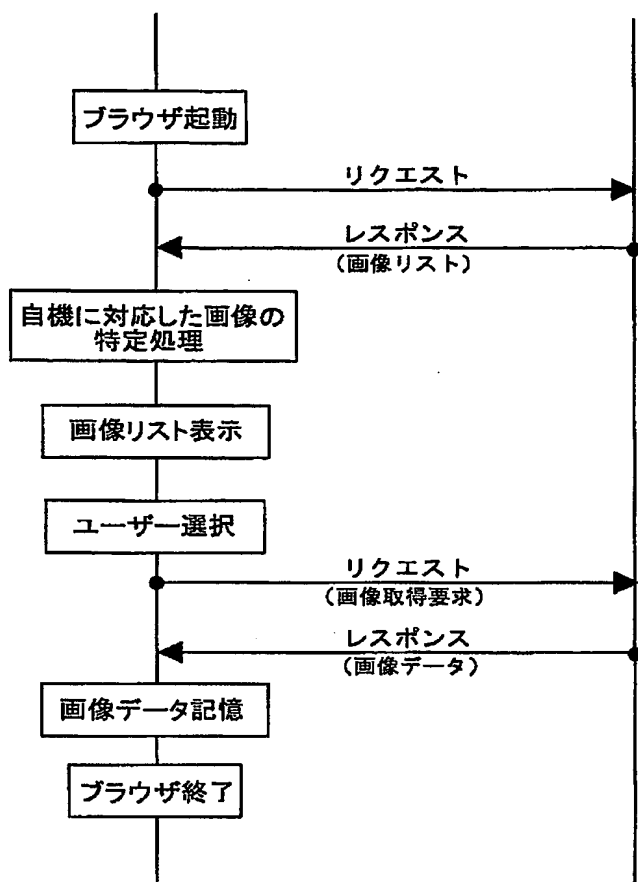 ブラウザ起動
リクエスト
レスポンス
(画像リスト)
自機に対応した画像の
特定処理
画像リスト表示
ユーザー選択
リクエスト
(画像取得要求)
レスポンス
(画像データ)
画像データ記憶
ブラウザ終了